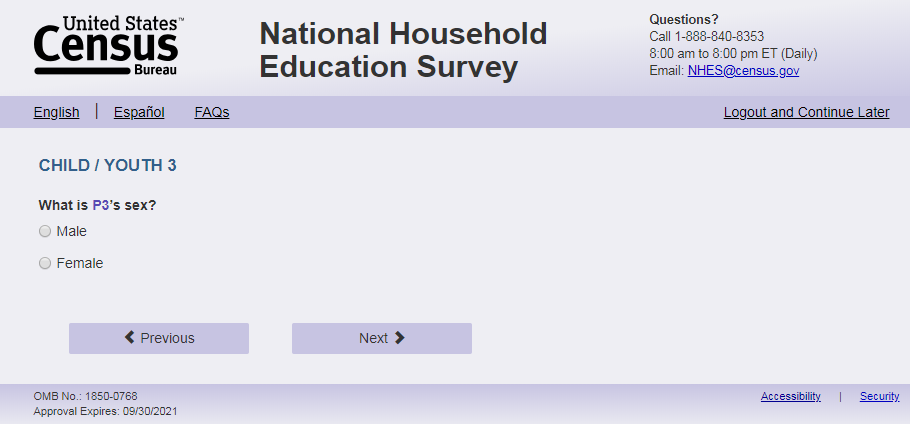 United States™
Census
Bureau
National Household
Education Survey
Questions?
Call 1-888-840-8353
8:00 am to 8:00 pm ET (Daily)
Email: NHES@census.gov
English | Español FAQs Logout and Continue Later
CHILD / YOUTH 3
What is P3's sex?
Male
Female
Previous Next
OMB No.: 1850-0768 Accessibility | Security
Approval Expires: 09/30/2021